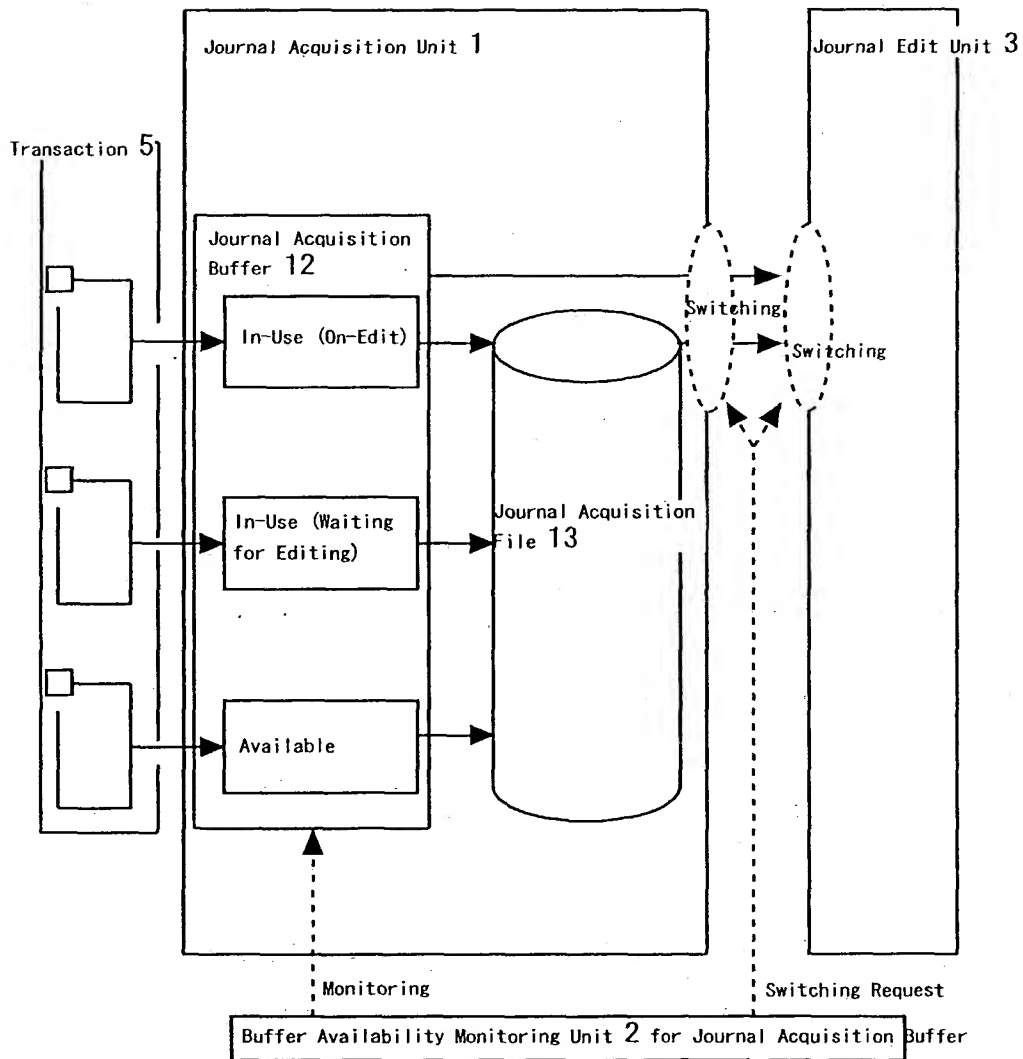 Journal Acquisition Unit 1
Journal Edit Unit 3
Transaction 5
Journal Acquisition
Buffer 12
In-Use (On-Edit)
Switching
Switching
In-Use (Waiting
for Editing)
Journal Acquisition
File 13
Available
Monitoring
Switching Request
Buffer Availability Monitoring Unit 2 for Journal Acquisition Buffer